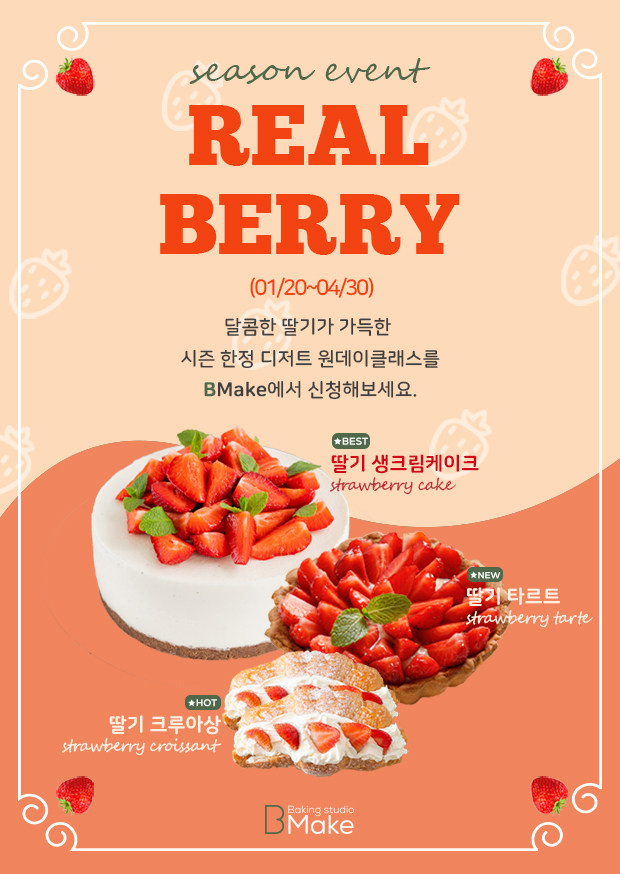 season event
REAL
BERRY
(01/20~04/30)
달콤한 딸기가 가득한
시즌 한정 디저트 원데이클래스를
BMake에서 신청해보세요.
★BEST
딸기 생크림케이크
strawberry cake
★NEW
딸기 타르트
strawberry tarte
★HOT
딸기 크루아상
strawberry croissant
B Baking studio
Make